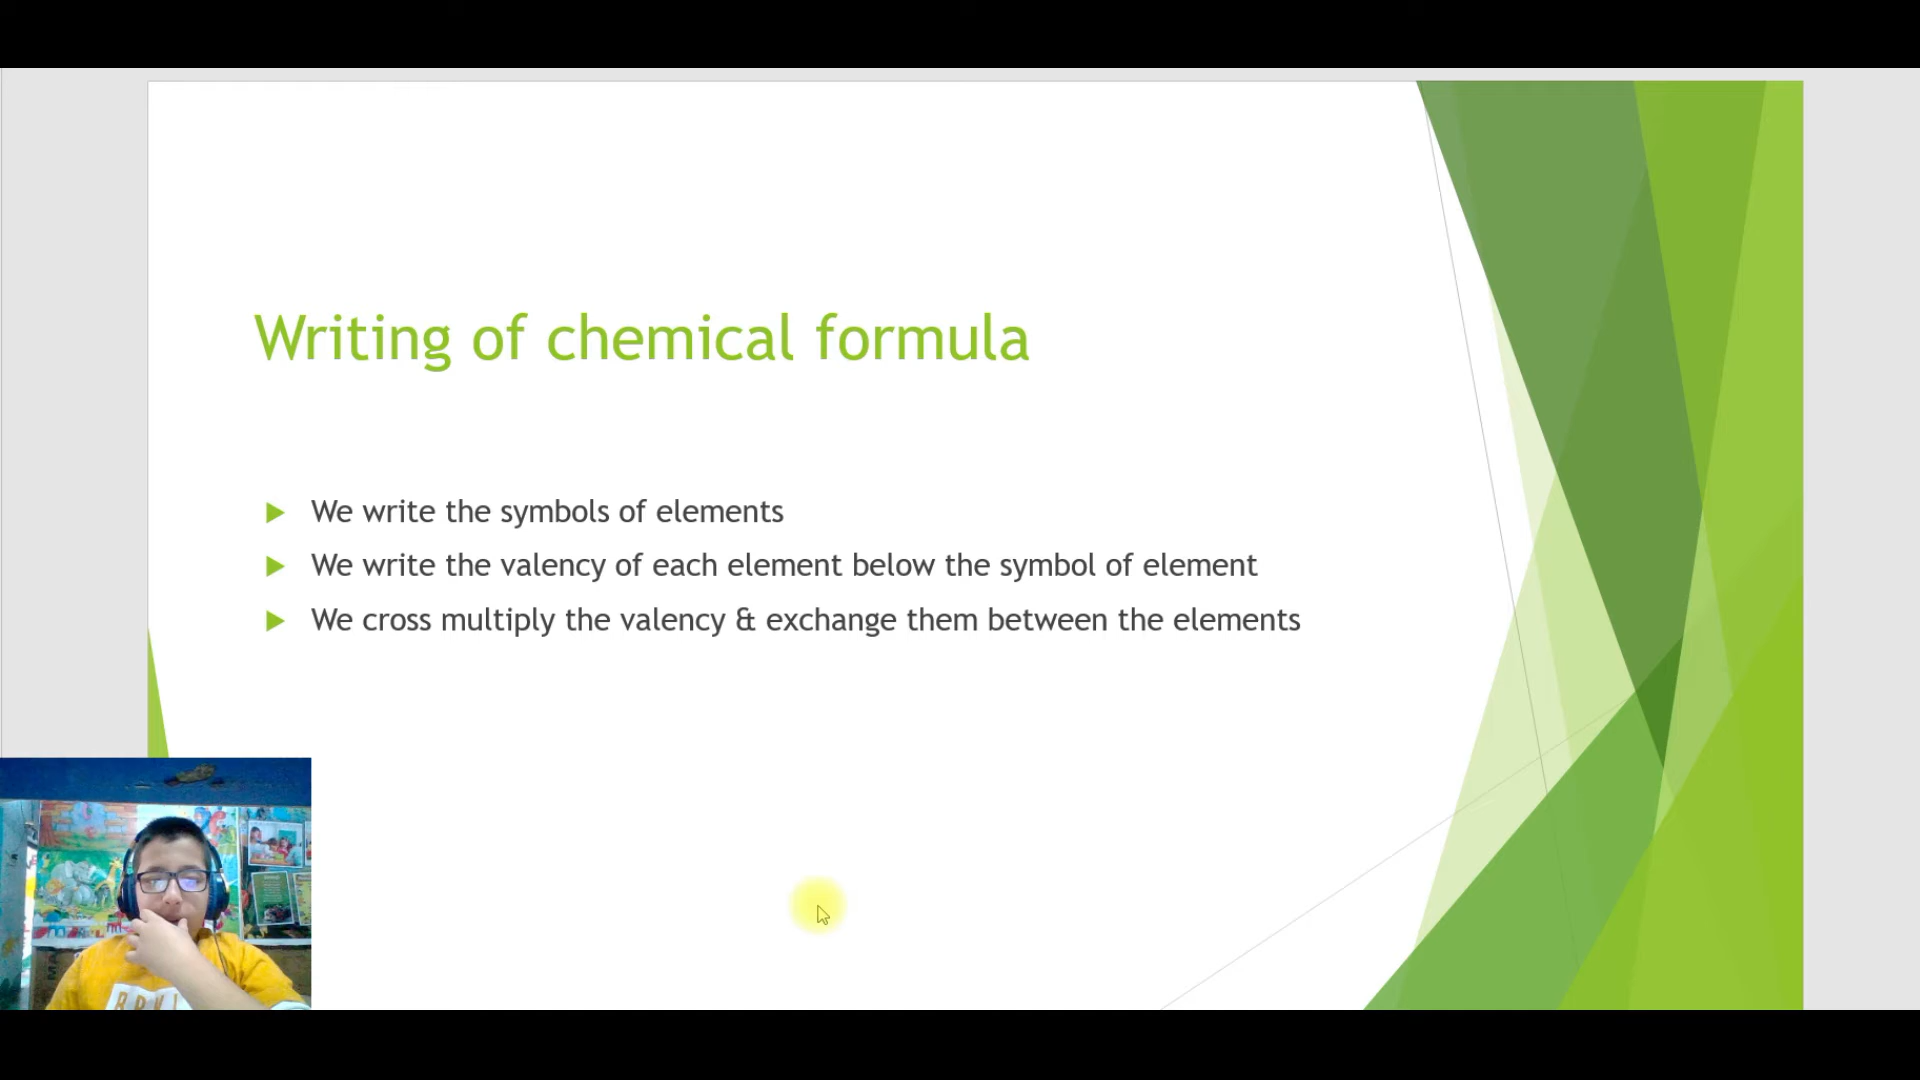 Writing of chemical formula
We write the symbols of elements
We write the valency of each element below the symbol of element
We cross multiply the valency & exchange them between the elements